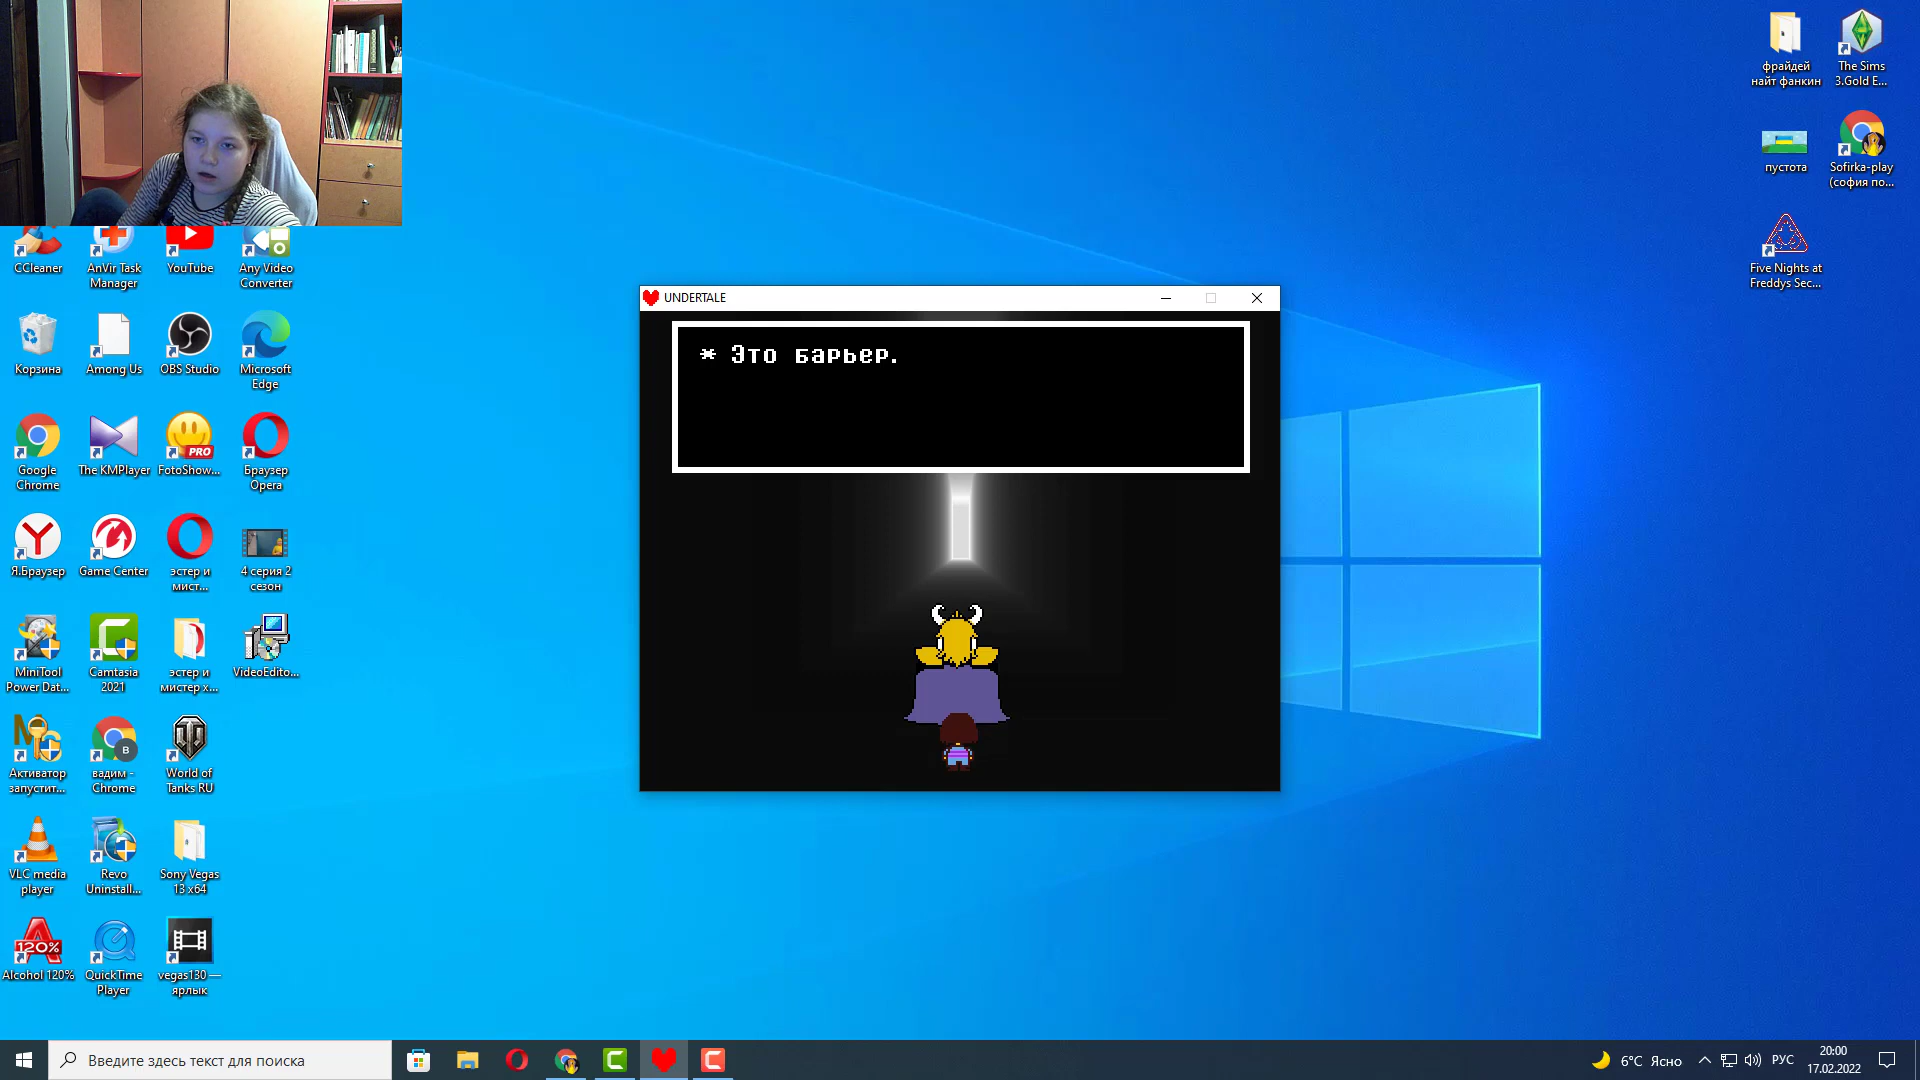 фрайдей
найт фанкин
The Sims
3.Gold E...
пустота
Sofirka-play
(софия по...
Five Nights at
Freddys Sec...
CCleaner
AnVir Task
Manager
YouTube
Any Video
Converter
Корзина
Among Us
OBS Studio
Microsoft
Edge
Google
Chrome
The KMPlayer
PRO
FotoShow...
Браузер
Opera
Я.Браузер
Game Center
эстер и
мист...
4 серия 2
сезон
MiniTool
Power Dat...
Camtasia
2021
эстер и
мистер х...
VideoEdito...
Активатор
запустит...
B
вадим -
Chrome
World of
Tanks RU
VLC media
player
Revo
Uninstall...
Sony Vegas
13 x64
120%
Alcohol 120%
QuickTime
Player
vegas130 —
ярлык
UNDERTALE
* Это барьер.
Введите здесь текст для поиска
6°C Ясно
РУС
20:00
17.02.2022